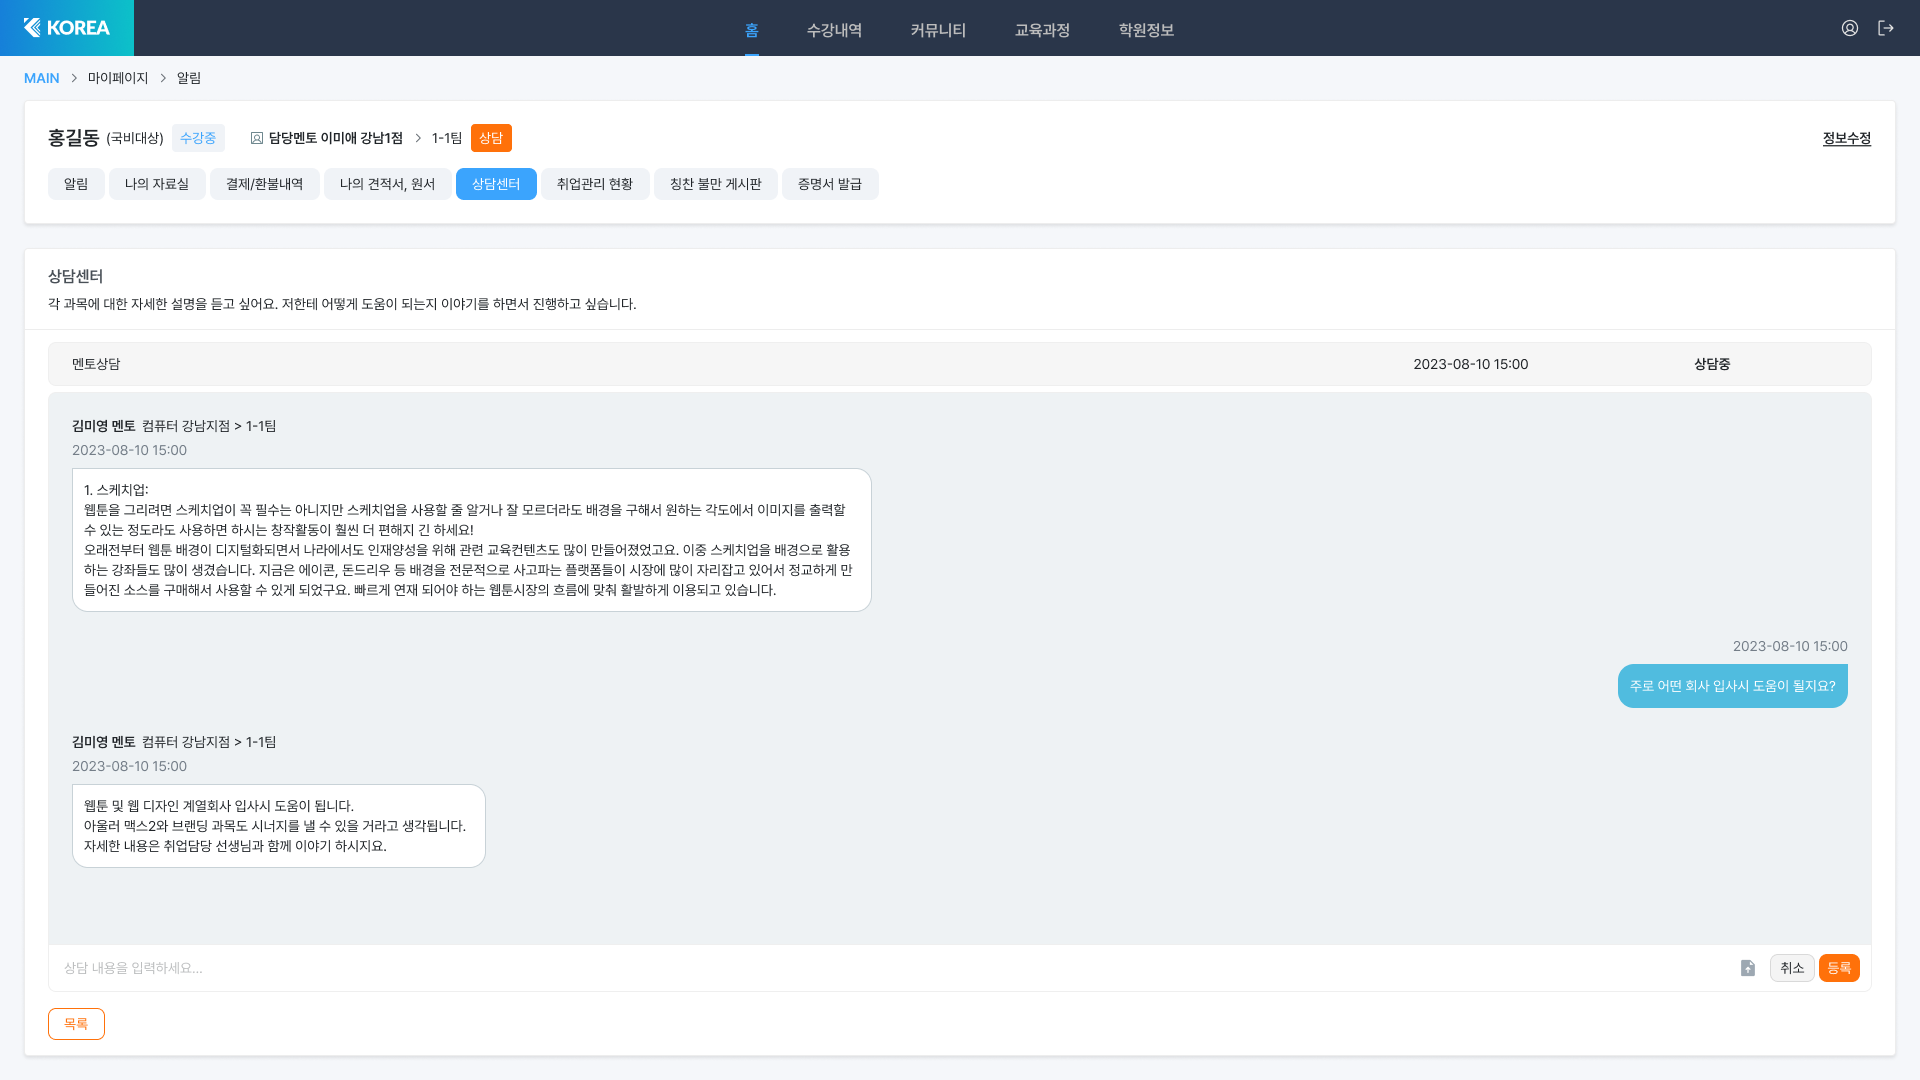 KOREA
홈
수강내역
커뮤니티
교육과정
학원정보
MAIN > 마이페이지 > 알림
홍길동 (국비대상) 수강중 담당멘토 이미애 강남1점 > 1-1팀 상담
정보수정
알림
나의 자료실
결제/환불내역
나의 견적서, 원서
상담센터
취업관리 현황
칭찬 불만 게시판
증명서 발급
상담센터
각 과목에 대한 자세한 설명을 듣고 싶어요. 저한테 어떻게 도움이 되는지 이야기를 하면서 진행하고 싶습니다.
멘토상담 2023-08-10 15:00 상담중
김미영 멘토 컴퓨터 강남지점 > 1-1팀
2023-08-10 15:00
1. 스케치업:
웹툰을 그리려면 스케치업이 꼭 필수는 아니지만 스케치업을 사용할 줄 알거나 잘 모르더라도 배경을 구해서 원하는 각도에서 이미지를 출력할
수 있는 정도라도 사용하면 하시는 창작활동이 훨씬 더 편해지 긴 하세요!
오래전부터 웹툰 배경이 디지털화되면서 나라에서도 인재양성을 위해 관련 교육컨텐츠도 많이 만들어졌었고요. 이중 스케치업을 배경으로 활용
하는 강좌들도 많이 생겼습니다. 지금은 에이콘, 돈드리우 등 배경을 전문적으로 사고파는 플랫폼들이 시장에 많이 자리잡고 있어서 정교하게 만
들어진 소스를 구매해서 사용할 수 있게 되었구요. 빠르게 연재 되어야 하는 웹툰시장의 흐름에 맞춰 활발하게 이용되고 있습니다.
2023-08-10 15:00
주로 어떤 회사 입사시 도움이 될지요?
김미영 멘토 컴퓨터 강남지점 > 1-1팀
2023-08-10 15:00
웹툰 및 웹 디자인 계열회사 입사시 도움이 됩니다.
아울러 맥스2와 브랜딩 과목도 시너지를 낼 수 있을 거라고 생각됩니다.
자세한 내용은 취업담당 선생님과 함께 이야기 하시지요.
상담 내용을 입력하세요...
취소
등록
목록